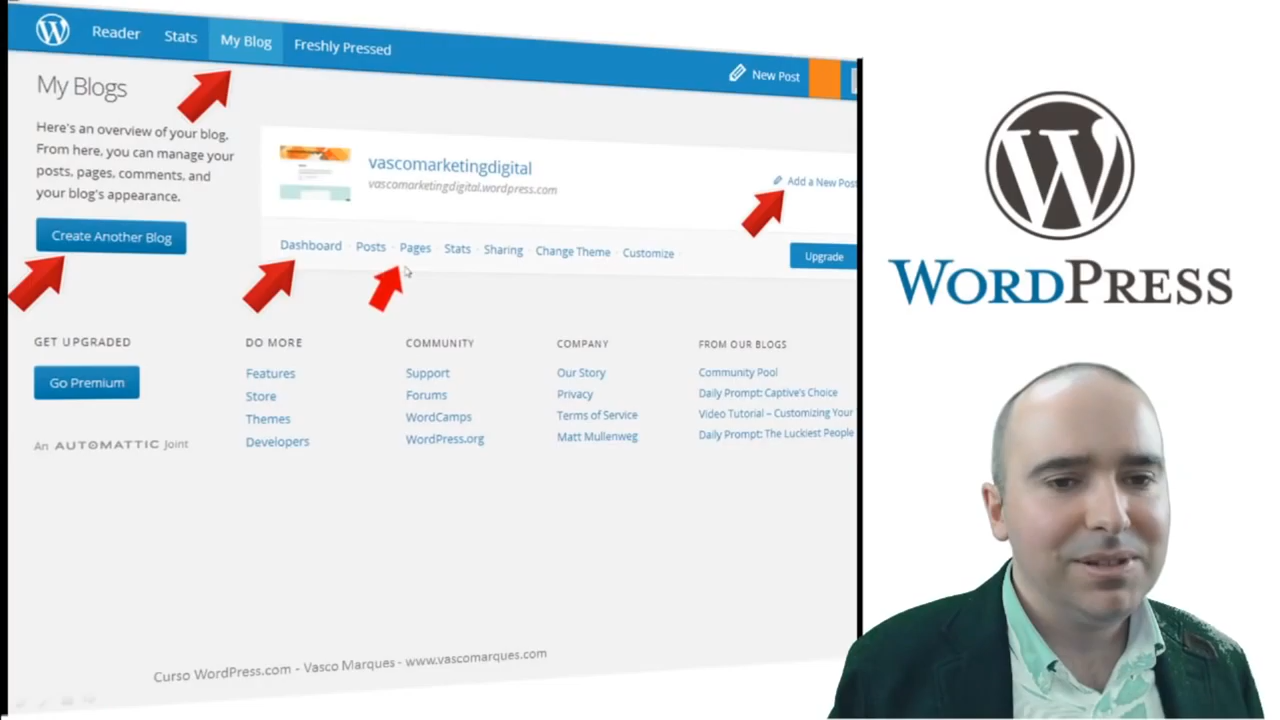 Reader Stats My Blog Freshly Pressed
New Post
My Blogs
Here's an overview of your blog.
From here, you can manage your
posts, pages, comments, and
your blog's appearance.
Create Another Blog
vascomarketingdigital
vascomarketingdigital.wordpress.com
Add a New Post
Dashboard · Posts · Pages · Stats · Sharing · Change Theme · Customize
Upgrade
GET UPGRADED
Go Premium
An AUTOMATTIC Joint
DO MORE
Features
Store
Themes
Developers
COMMUNITY
Support
Forums
WordCamps
WordPress.org
COMPANY
Our Story
Privacy
Terms of Service
Matt Mullenweg
FROM OUR BLOGS
Community Pool
Daily Prompt: Captive's Choice
Video Tutorial – Customizing Your
Daily Prompt: The Luckiest People
Curso WordPress.com - Vasco Marques - www.vascomarques.com
WORDPRESS